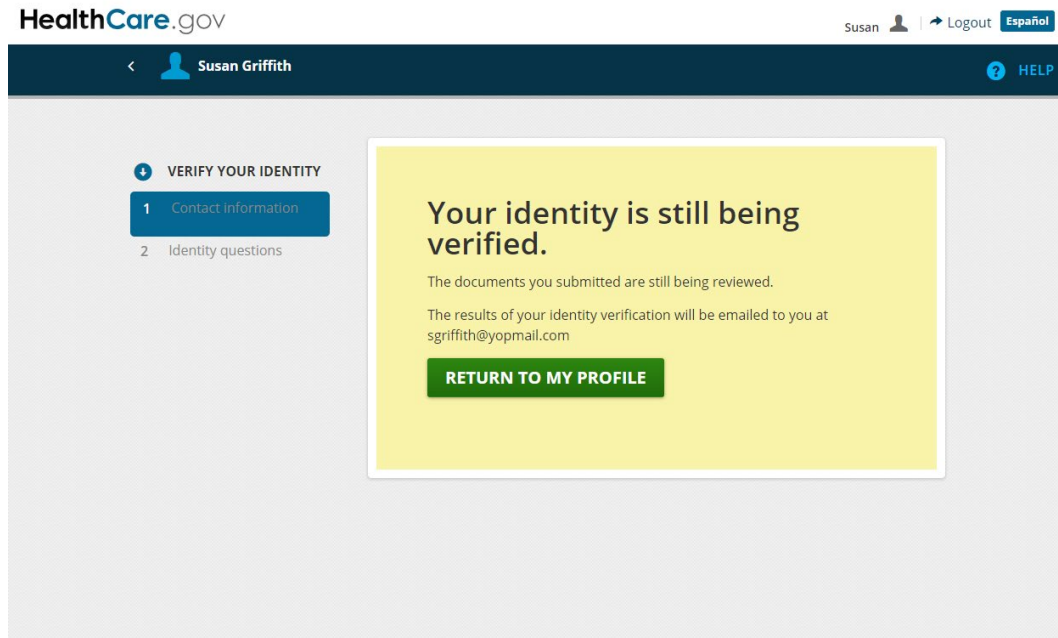 HealthCare.gov
Susan
Logout
Español
Susan Griffith
? HELP
VERIFY YOUR IDENTITY
1 Contact information
2 Identity questions
Your identity is still being
verified.
The documents you submitted are still being reviewed.
The results of your identity verification will be emailed to you at
sgriffith@yopmail.com
RETURN TO MY PROFILE